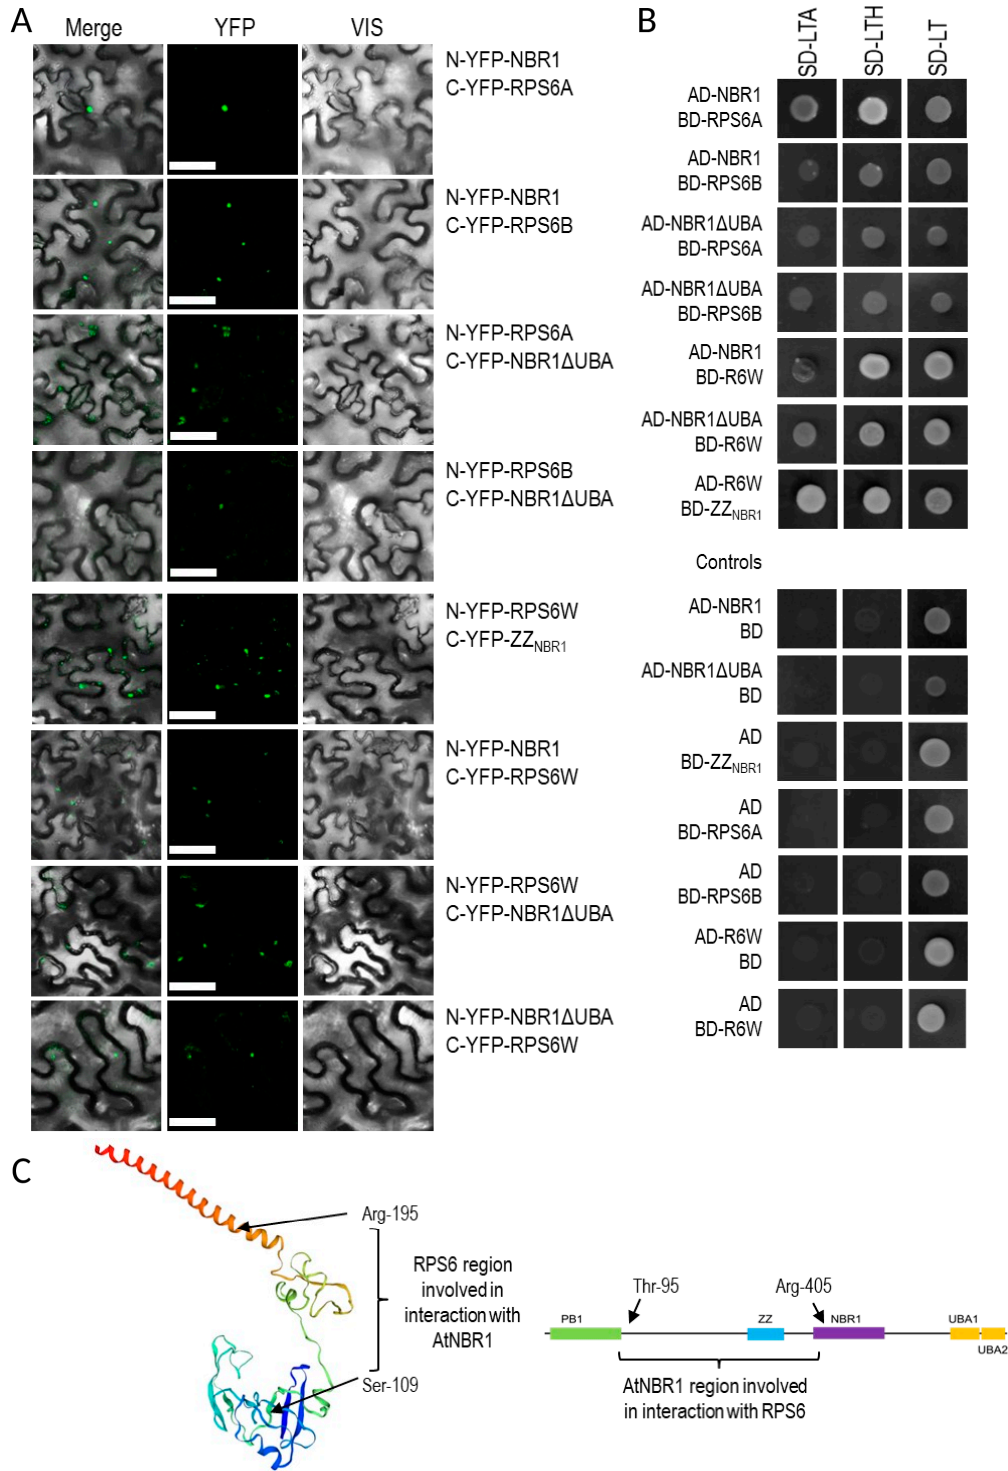 A
Merge YFP VIS
N-YFP-NBR1
C-YFP-RPS6A
N-YFP-NBR1
C-YFP-RPS6B
N-YFP-RPS6A
C-YFP-NBR1ΔUBA
N-YFP-RPS6B
C-YFP-NBR1ΔUBA
N-YFP-RPS6W
C-YFP-ZZNBR1
N-YFP-NBR1
C-YFP-RPS6W
N-YFP-RPS6W
C-YFP-NBR1ΔUBA
N-YFP-NBR1ΔUBA
C-YFP-RPS6W
B
SD-LTA
SD-LTH
SD-LT
AD-NBR1
BD-RPS6A
AD-NBR1
BD-RPS6B
AD-NBR1ΔUBA
BD-RPS6A
AD-NBR1ΔUBA
BD-RPS6B
AD-NBR1
BD-R6W
AD-NBR1ΔUBA
BD-R6W
AD-R6W
BD-ZZNBR1
Controls
AD-NBR1
BD
AD-NBR1ΔUBA
BD
AD
BD-ZZNBR1
AD
BD-RPS6A
AD
BD-RPS6B
AD-R6W
BD
AD
BD-R6W
C
Arg-195
RPS6 region
involved in
interaction with
AtNBR1
Ser-109
Thr-95
Arg-405
PB1 ZZ NBR1 UBA1
UBA2
AtNBR1 region involved
in interaction with RPS6